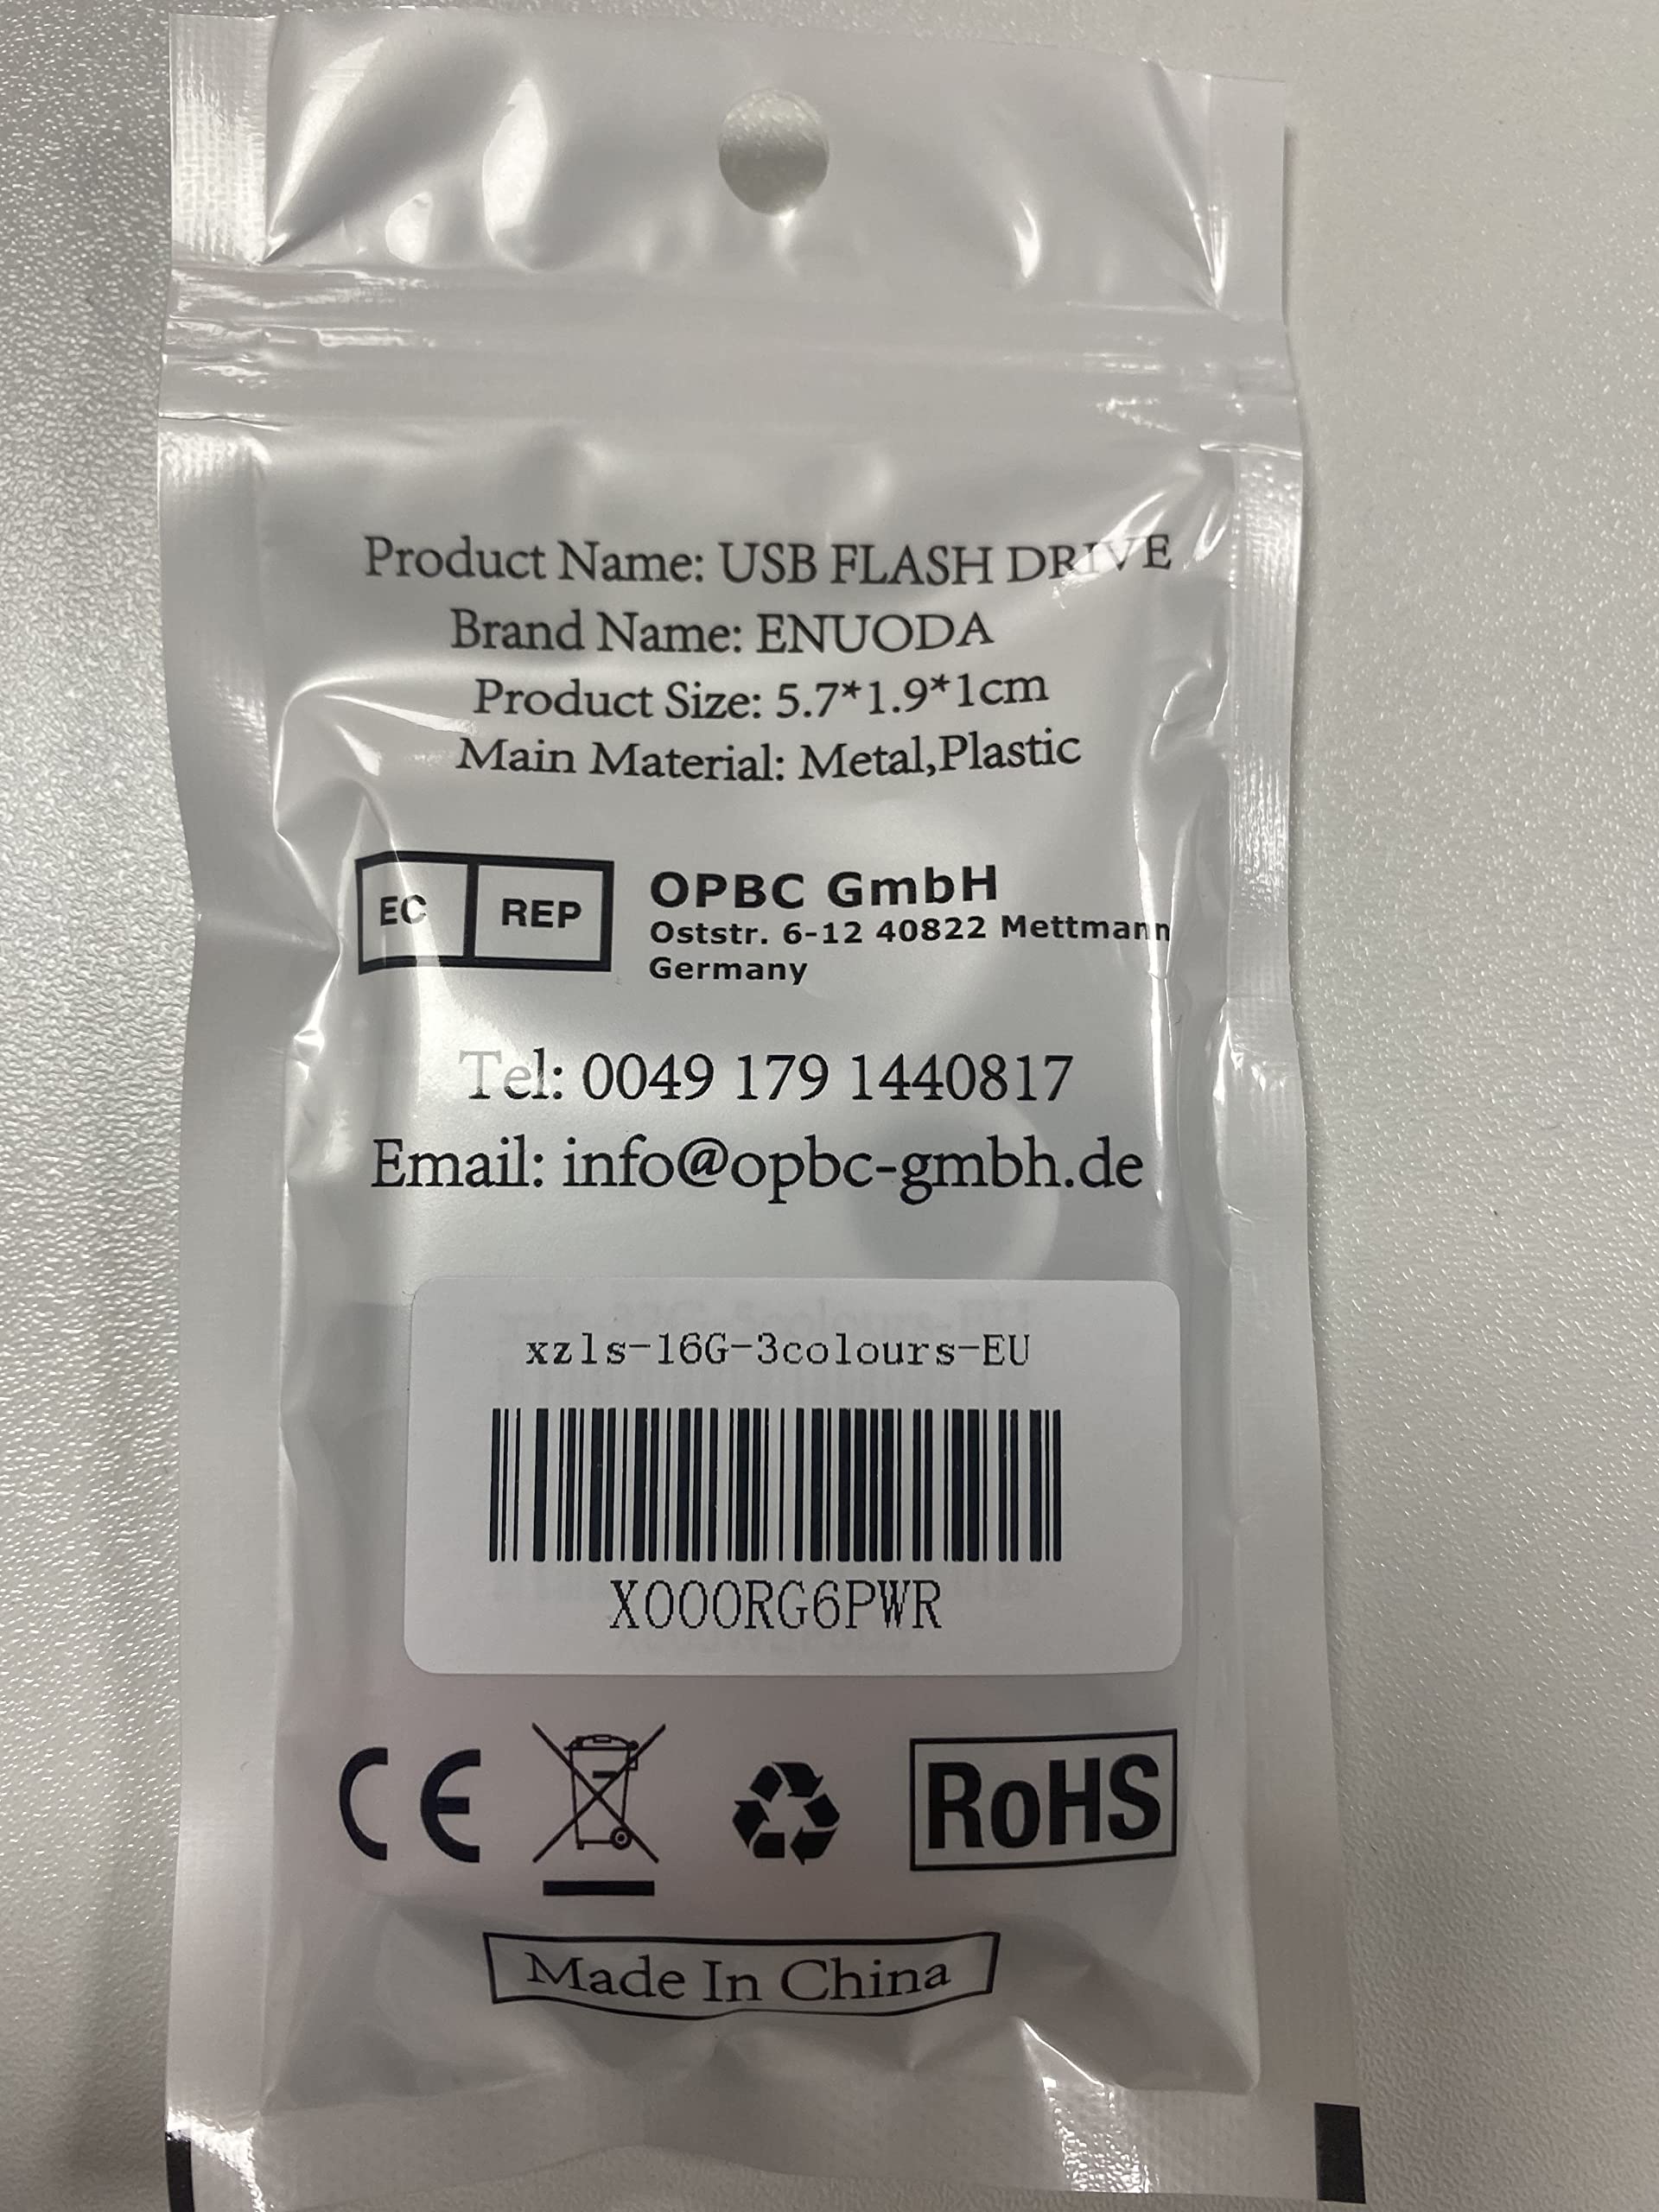 Product Name: USB FLASH DRIVE
Brand Name: ENUODA
Product Size: 5.7*1.9*1cm
Main Material: Metal,Plastic
EC REP
OPBC GmbH
Oststr. 6-12 40822 Mettmann
Germany
Tel: 0049 179 1440817
Email: info@opbc-gmbh.de
xzls-16G-3colours-EU
X000RG6PWR
CE
RoHS
Made In China